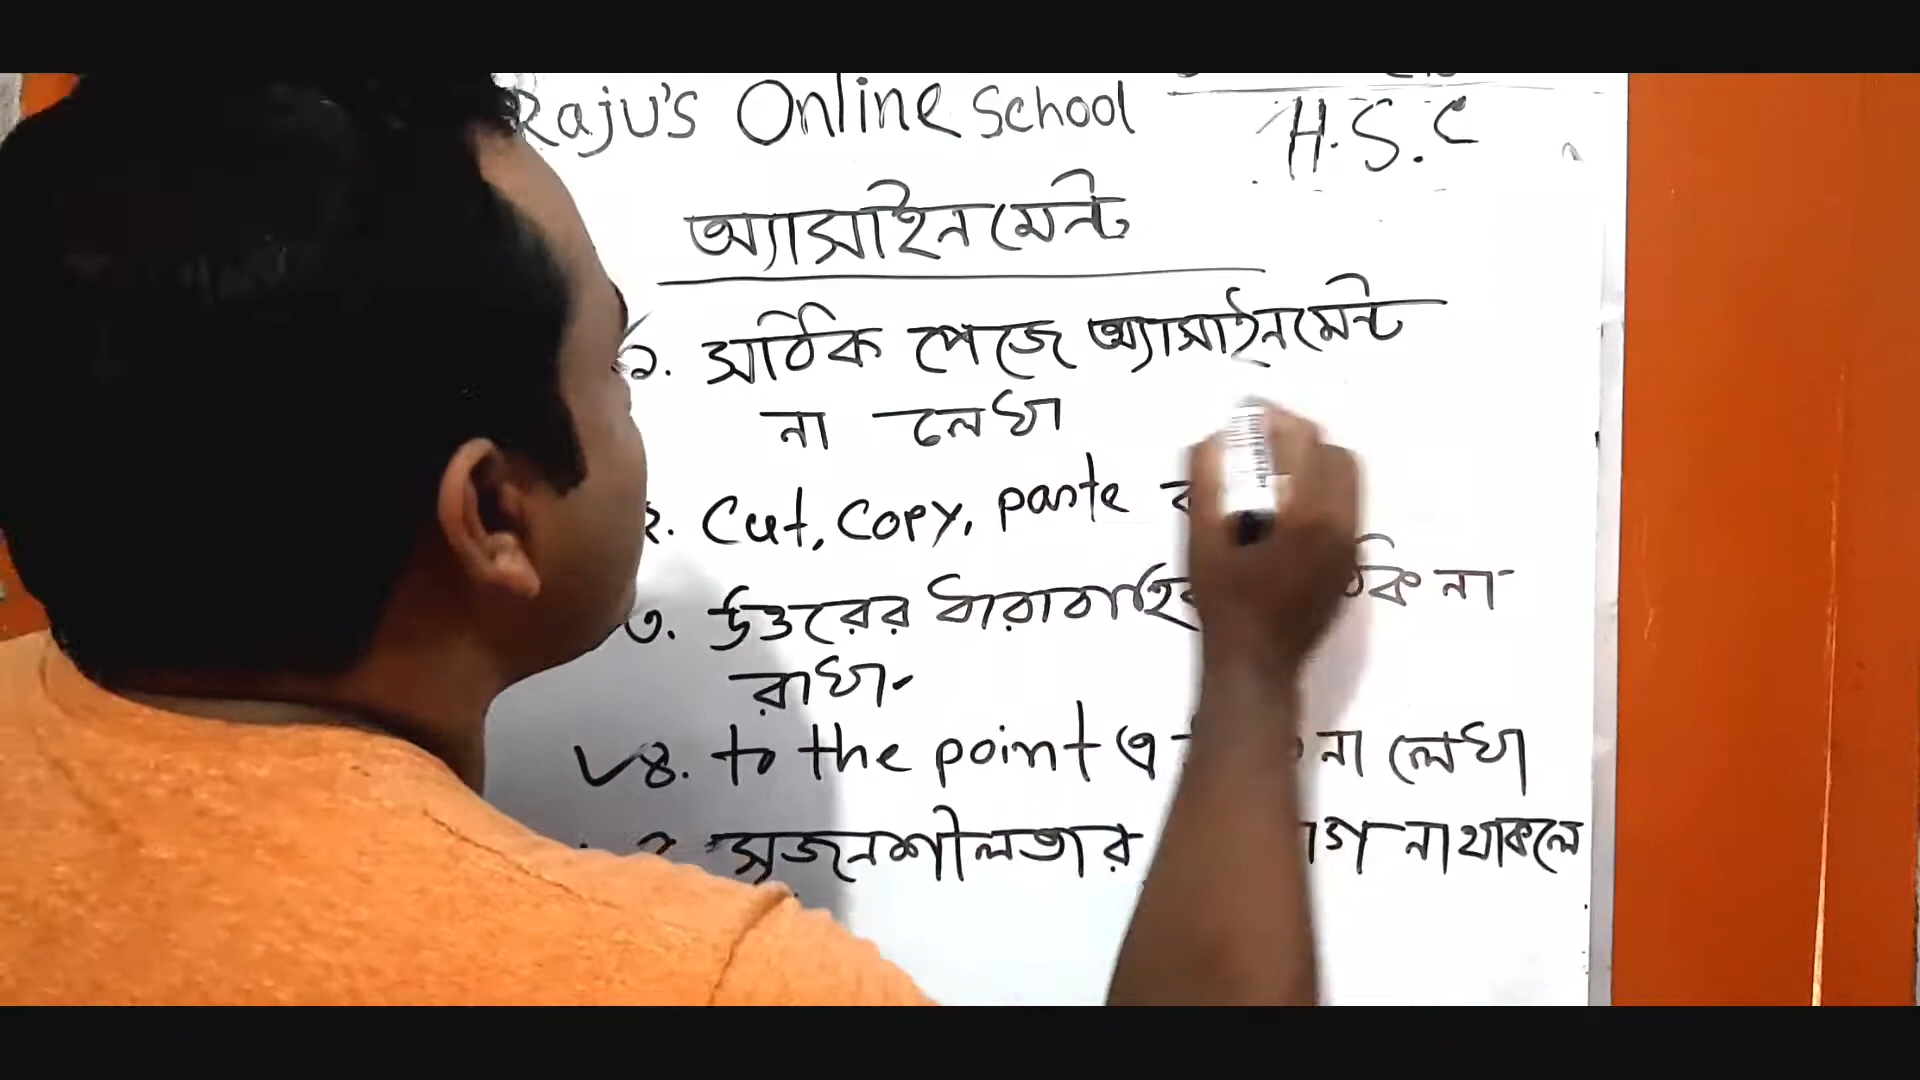 Raju's Online School
H.S.C
অ্যাসাইনমেন্ট
১. সঠিক পেজে অ্যাসাইনমেন্ট
না লেখা
২. Cut, Copy, paste
৩. উত্তরের না
রাখা
৪. to the point এ না লেখা
সৃজনশীলতার না থাকলে